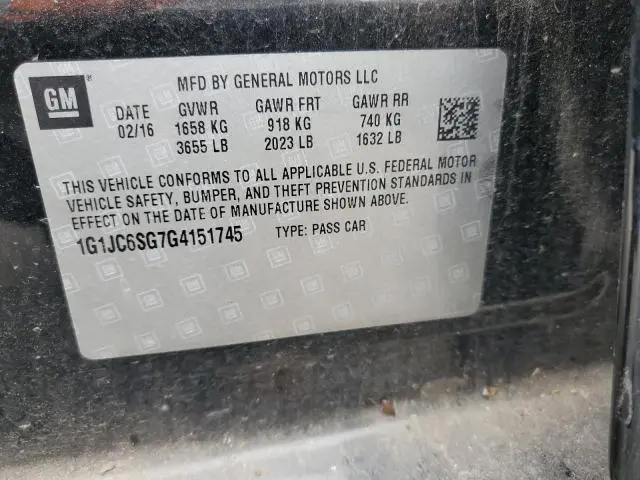 GM
MFD BY GENERAL MOTORS LLC
DATE GVWR GAWR FRT GAWR RR
02/16 1658 KG 918 KG 740 KG
3655 LB 2023 LB 1632 LB
THIS VEHICLE CONFORMS TO ALL APPLICABLE U.S. FEDERAL MOTOR
VEHICLE SAFETY, BUMPER, AND THEFT PREVENTION STANDARDS IN
EFFECT ON THE DATE OF MANUFACTURE SHOWN ABOVE.
1G1JC6SG7G4151745 TYPE: PASS CAR